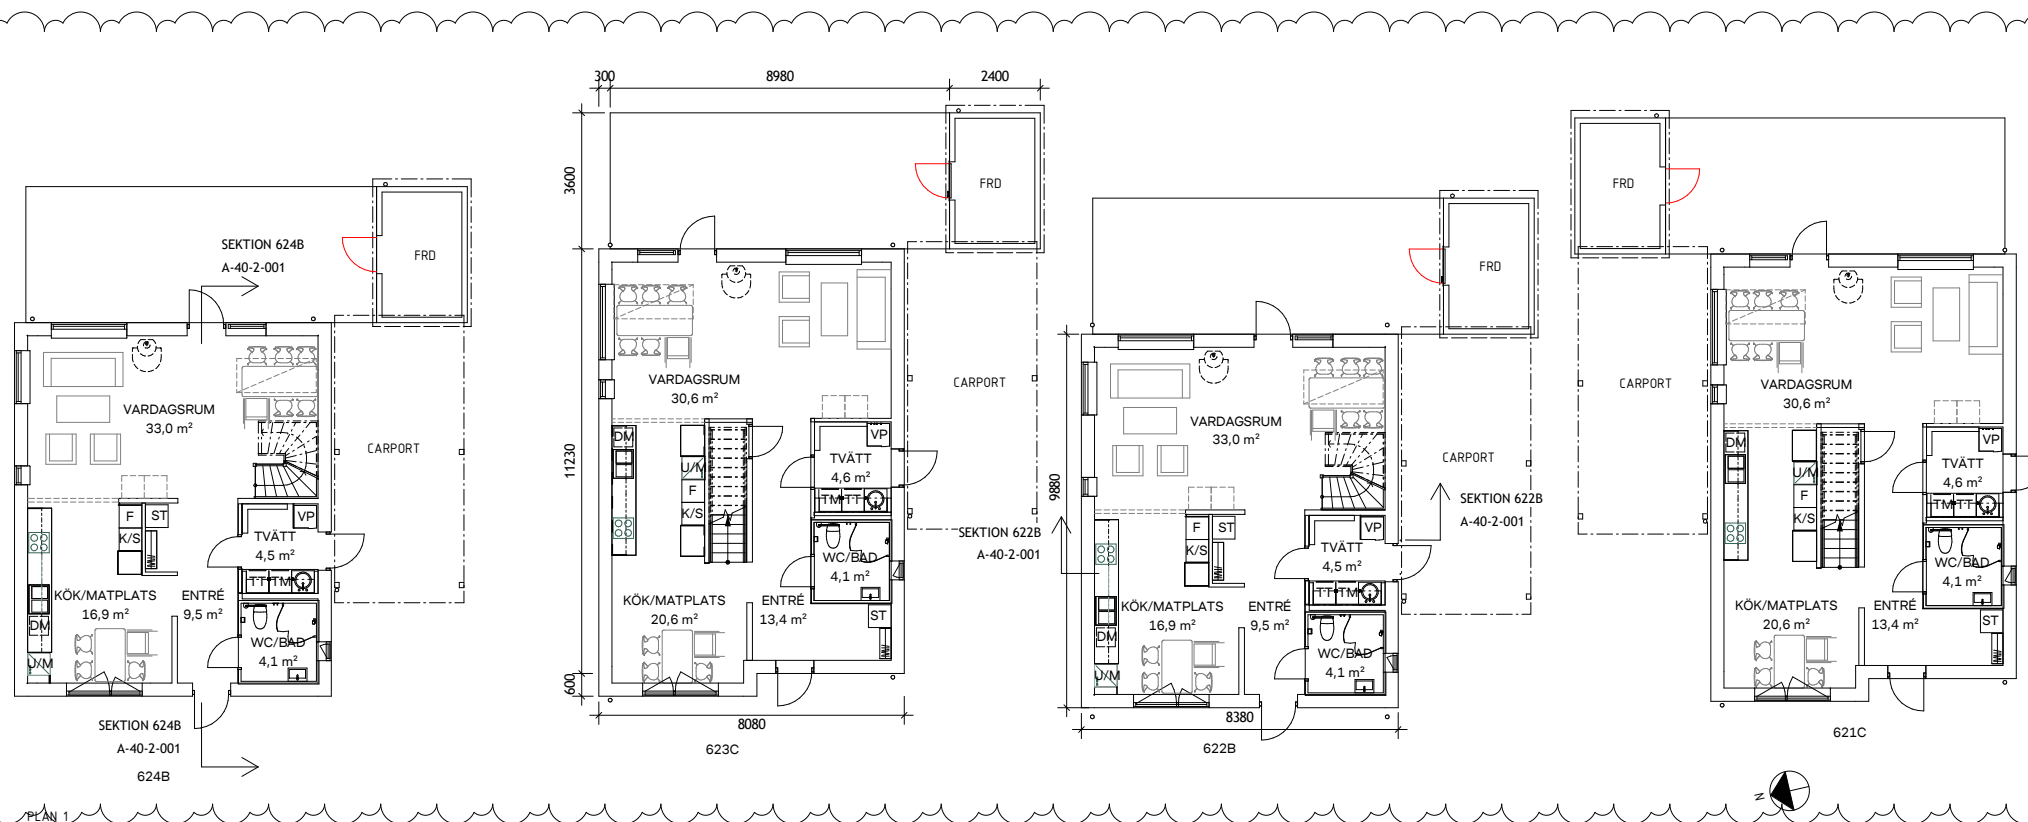 300
8980
2400
3600
11230
600
8080
SEKTION 624B
A-40-2-001
FRD
CARPORT
VARDAGSRUM
33,0 m²
F
ST
K/S
VP
TVÄTT
4,5 m²
TT
TM
KÖK/MATPLATS
16,9 m²
ENTRÉ
9,5 m²
DM
U/M
WC/BAD
4,1 m²
SEKTION 624B
A-40-2-001
624B
FRD
CARPORT
VARDAGSRUM
30,6 m²
DM
U/M
F
K/S
VP
TVÄTT
4,6 m²
TM
TT
WC/BAD
4,1 m²
KÖK/MATPLATS
20,6 m²
ENTRÉ
13,4 m²
ST
623C
FRD
CARPORT
9880
VARDAGSRUM
33,0 m²
SEKTION 622B
A-40-2-001
SEKTION 622B
A-40-2-001
F
ST
K/S
VP
TVÄTT
4,5 m²
TT
TM
KÖK/MATPLATS
16,9 m²
ENTRÉ
9,5 m²
DM
U/M
WC/BAD
4,1 m²
8380
622B
FRD
CARPORT
VARDAGSRUM
30,6 m²
DM
U/M
F
K/S
VP
TVÄTT
4,6 m²
TM
TT
WC/BAD
4,1 m²
KÖK/MATPLATS
20,6 m²
ENTRÉ
13,4 m²
ST
621C
N
PLAN 1